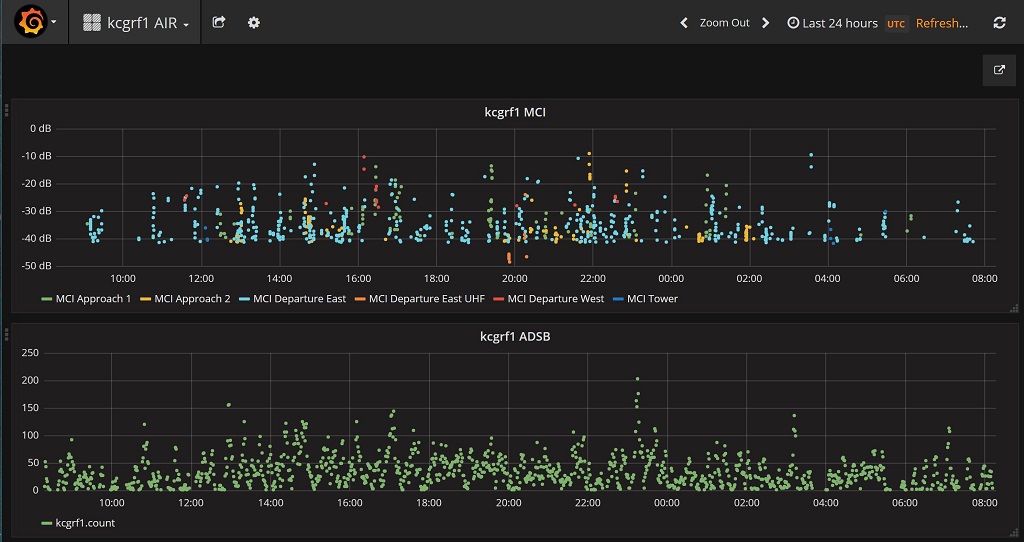 kcgrf1 AIR Zoom Out Last 24 hours UTC Refresh...
kcgrf1 MCI
0 dB
-10 dB
-20 dB
-30 dB
-40 dB
-50 dB
10:00 12:00 14:00 16:00 18:00 20:00 22:00 00:00 02:00 04:00 06:00 08:00
MCI Approach 1 MCI Approach 2 MCI Departure East MCI Departure East UHF MCI Departure West MCI Tower
kcgrf1 ADSB
250
200
150
100
50
0
10:00 12:00 14:00 16:00 18:00 20:00 22:00 00:00 02:00 04:00 06:00 08:00
kcgrf1.count